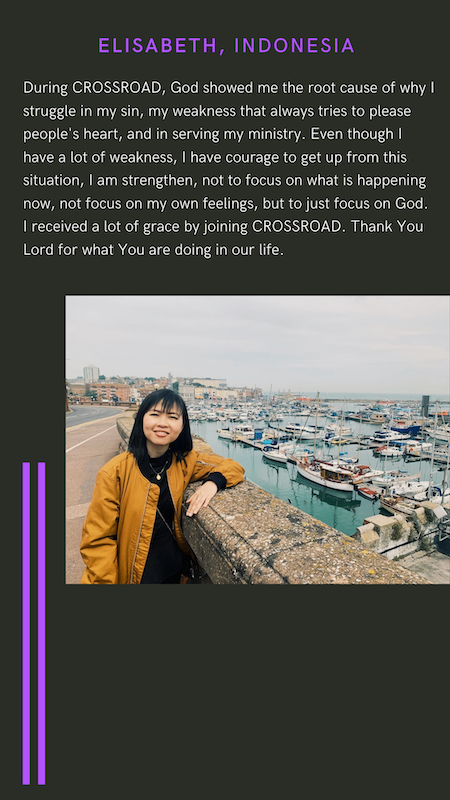 ELISABETH, INDONESIA
During CROSSROAD, God showed me the root cause of why I
struggle in my sin, my weakness that always tries to please
people's heart, and in serving my ministry. Even though I
have a lot of weakness, I have courage to get up from this
situation, I am strengthen, not to focus on what is happening
now, not focus on my own feelings, but to just focus on God.
I received a lot of grace by joining CROSSROAD. Thank You
Lord for what You are doing in our life.